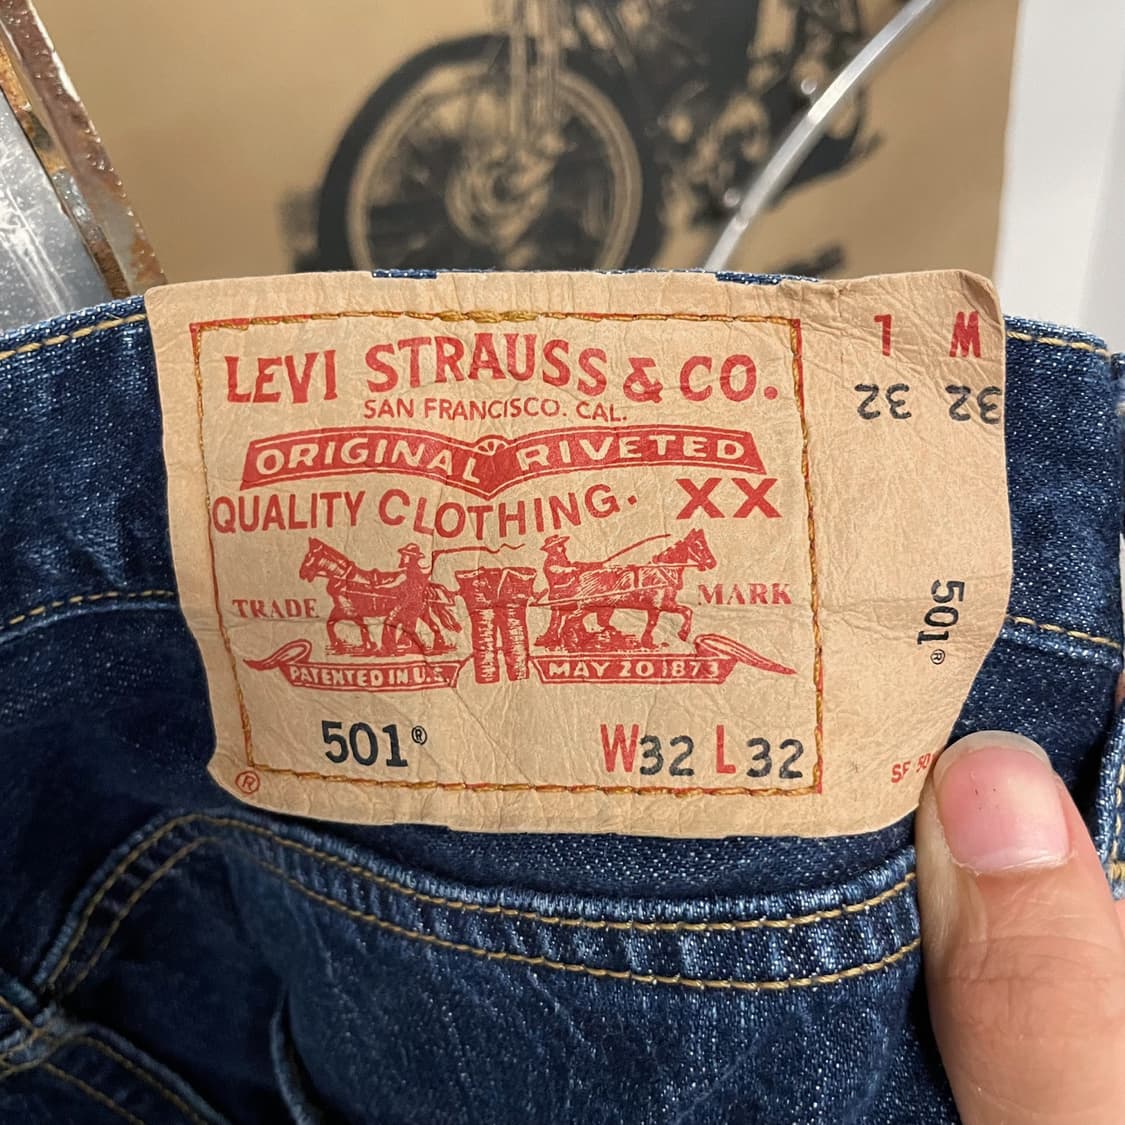 LEVI STRAUSS & CO.
SAN FRANCISCO. CAL.
ORIGINAL RIVETED
QUALITY CLOTHING. XX
TRADE MARK
PATENTED IN U.S. MAY 20 1873
501® W32 L32
®
L W
32 32
501®
SF